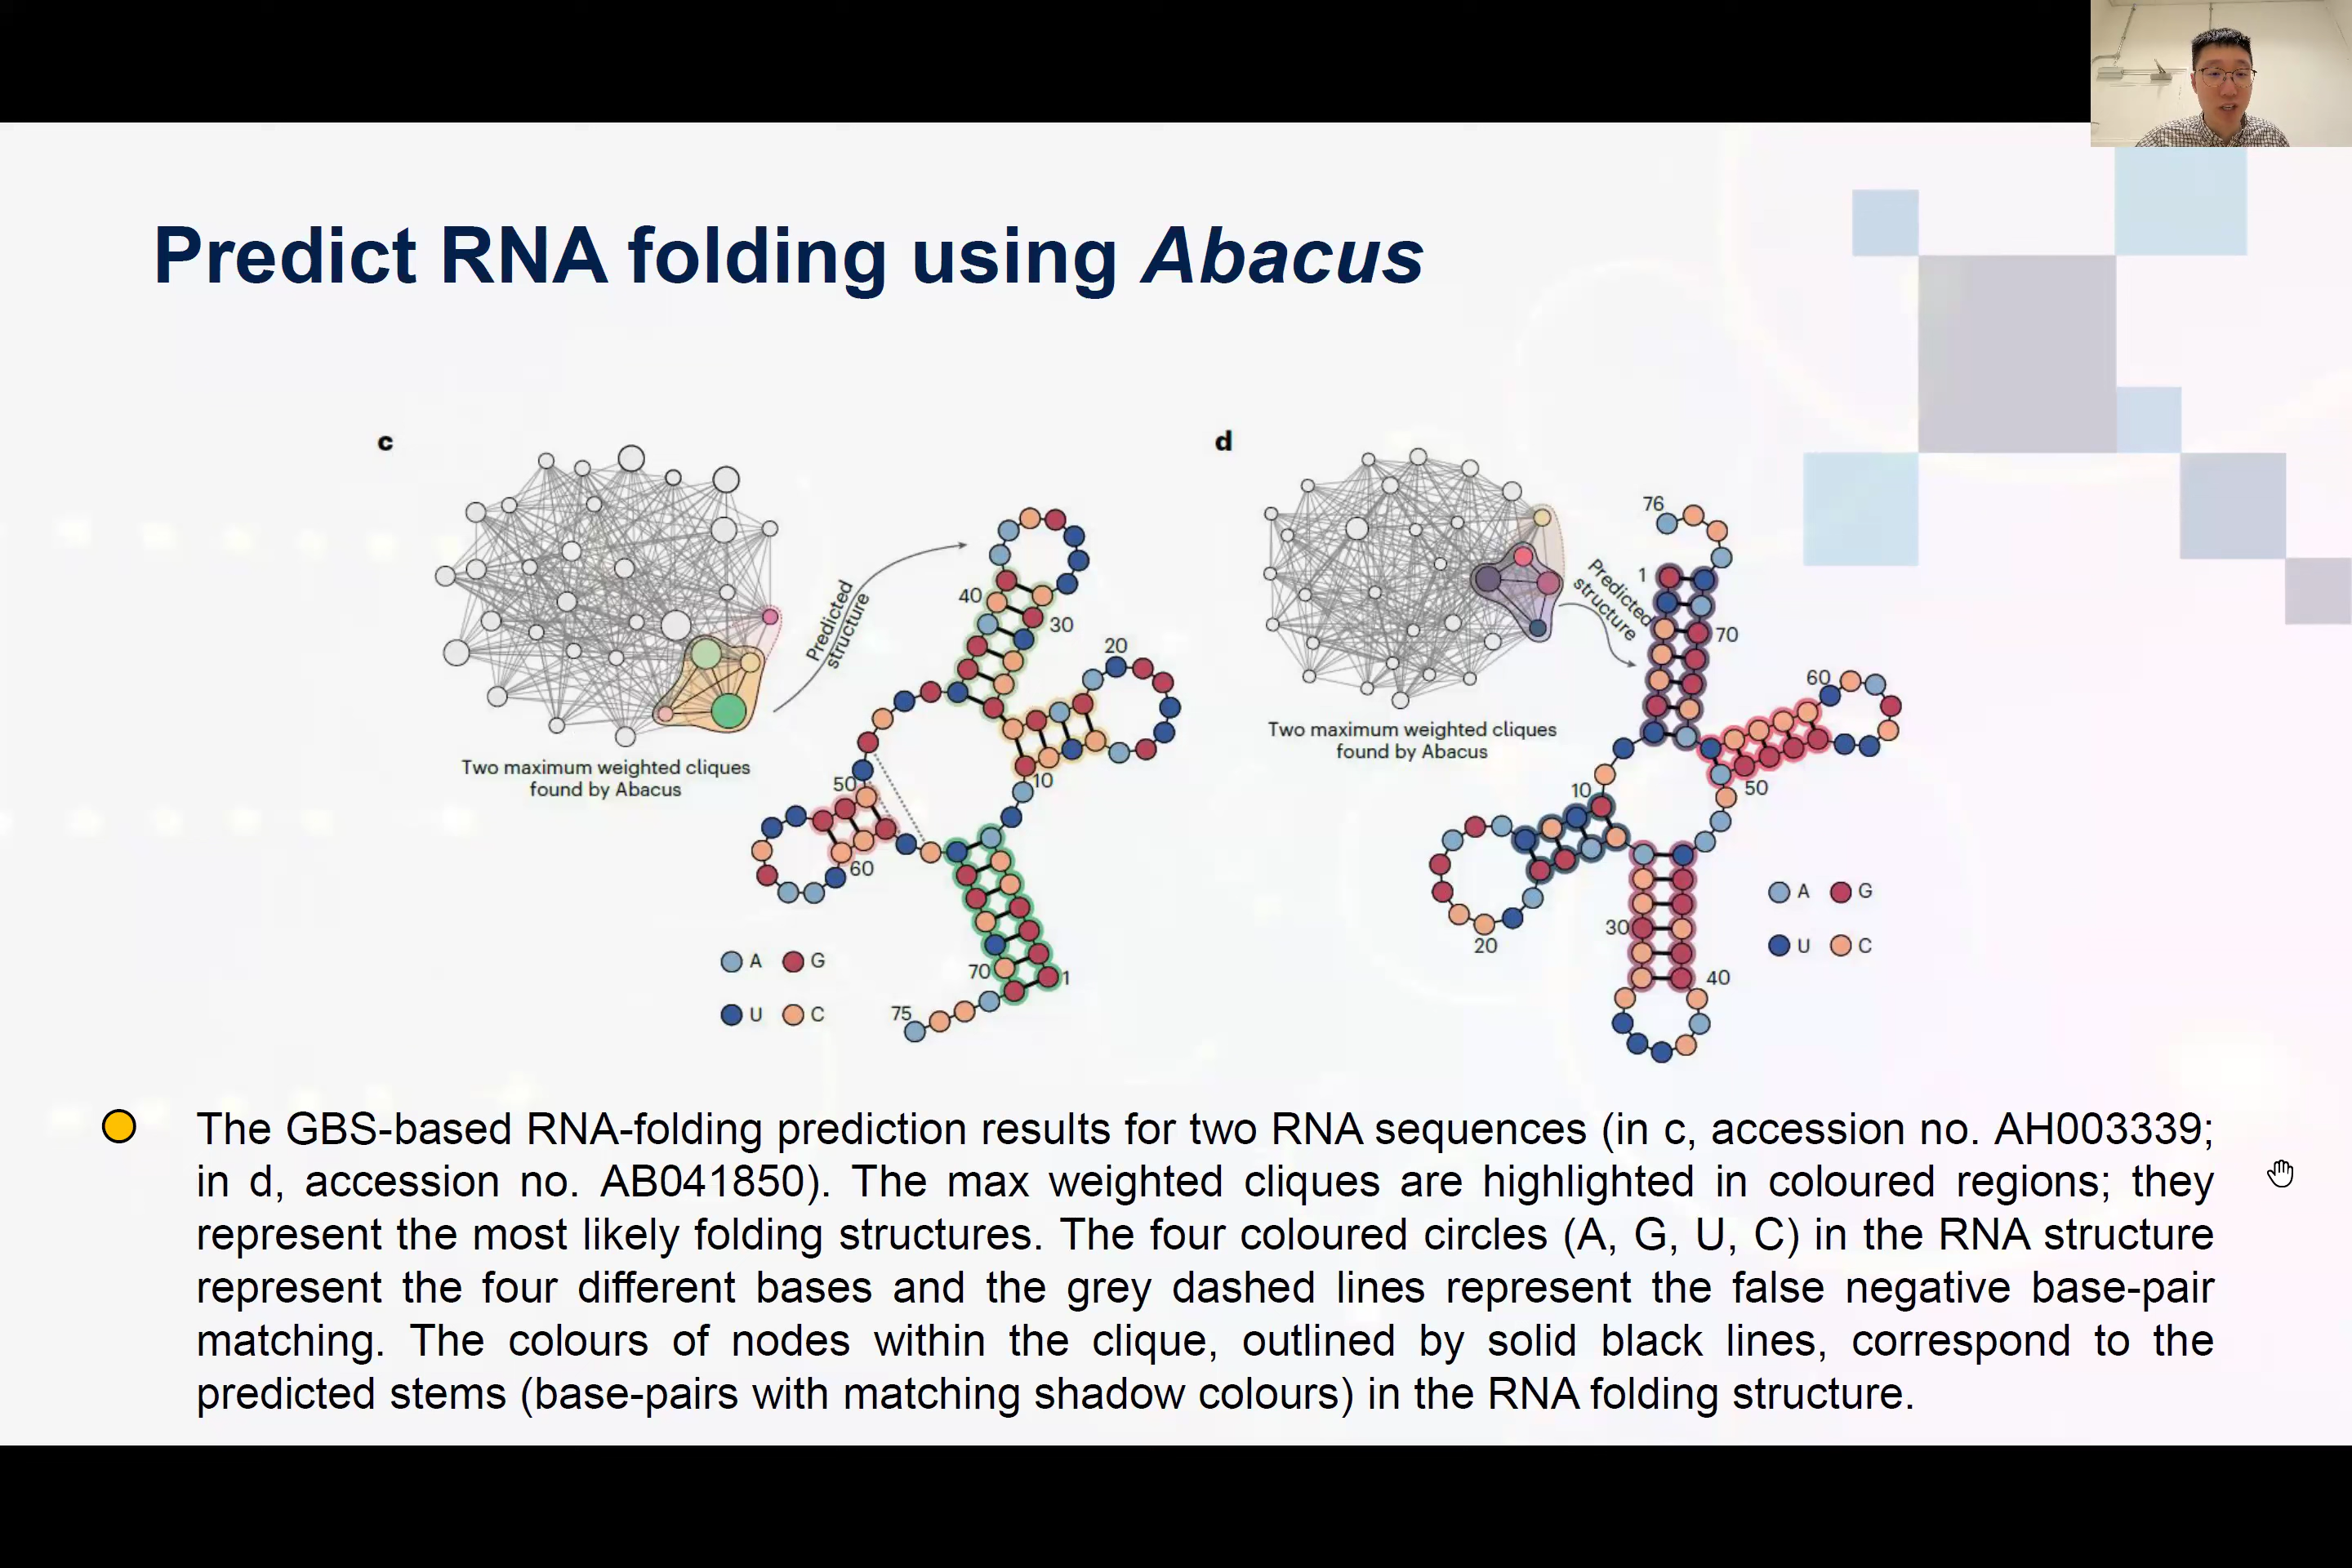 Predict RNA folding using Abacus
c
Predicted
structure
Two maximum weighted cliques
found by Abacus
40
30
20
10
50
60
70
1
75
A G
U C
d
Predicted
structure
Two maximum weighted cliques
found by Abacus
76
1
70
60
50
10
20
30
40
A G
U C
The GBS-based RNA-folding prediction results for two RNA sequences (in c, accession no. AH003339;
in d, accession no. AB041850). The max weighted cliques are highlighted in coloured regions; they
represent the most likely folding structures. The four coloured circles (A, G, U, C) in the RNA structure
represent the four different bases and the grey dashed lines represent the false negative base-pair
matching. The colours of nodes within the clique, outlined by solid black lines, correspond to the
predicted stems (base-pairs with matching shadow colours) in the RNA folding structure.